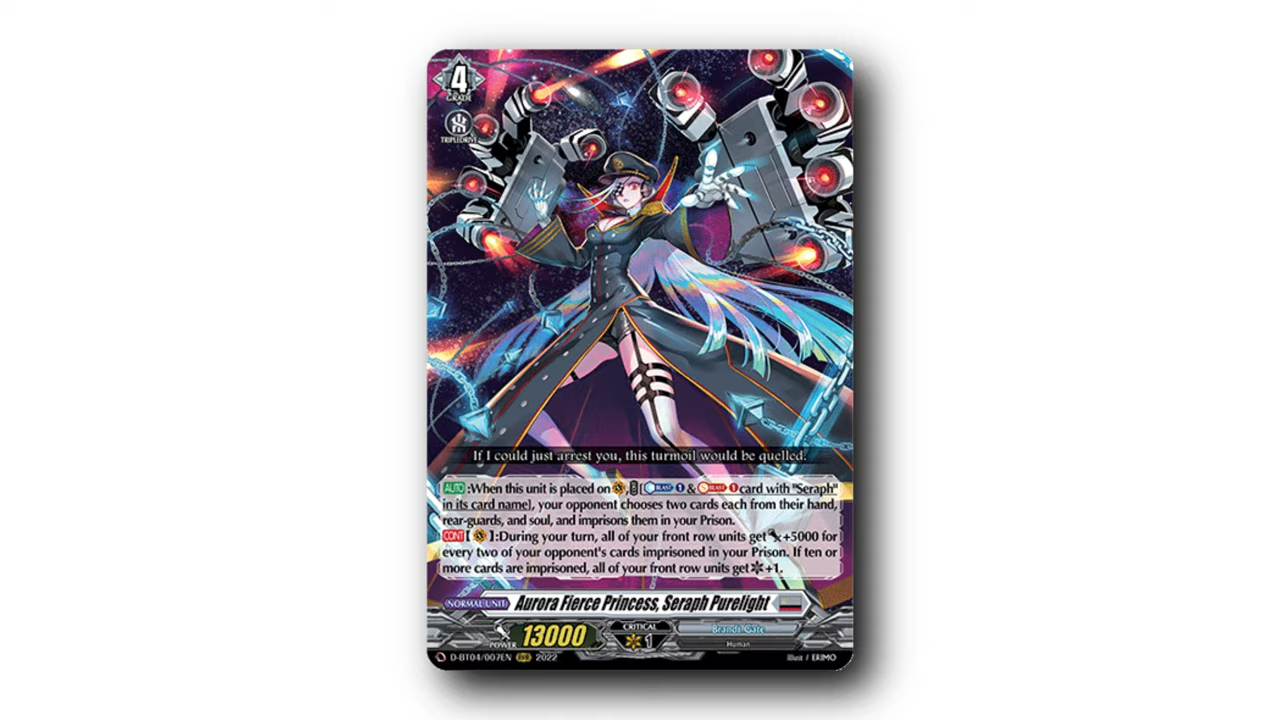 4
GRADE
TRIPLEDRIVE
If I could just arrest you, this turmoil would be quelled.
AUTO:When this unit is placed on , [BLAST 1 & BLAST 1 card with "Seraph"
in its card name], your opponent chooses two cards each from their hand,
rear-guards, and soul, and imprisons them in your Prison.
CONT[ ]:During your turn, all of your front row units get +5000 for
every two of your opponent's cards imprisoned in your Prison. If ten or
more cards are imprisoned, all of your front row units get +1.
NORMAL UNIT Aurora Fierce Princess, Seraph Purelight
POWER 13000 CRITICAL 1 Brandt Gate
Human
D-BT04/007EN RRR 2022 Illust / ERIMO